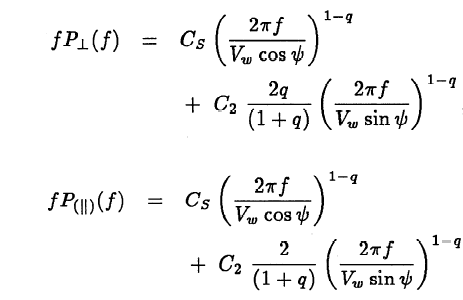 fP⊥(f) = C_S (2πf / V_w cos ψ)^{1−q}
+ C_2 2q/(1+q) (2πf / V_w sin ψ)^{1−q}
fP_{(∥)}(f) = C_S (2πf / V_w cos ψ)^{1−q}
+ C_2 2/(1+q) (2πf / V_w sin ψ)^{1−q}